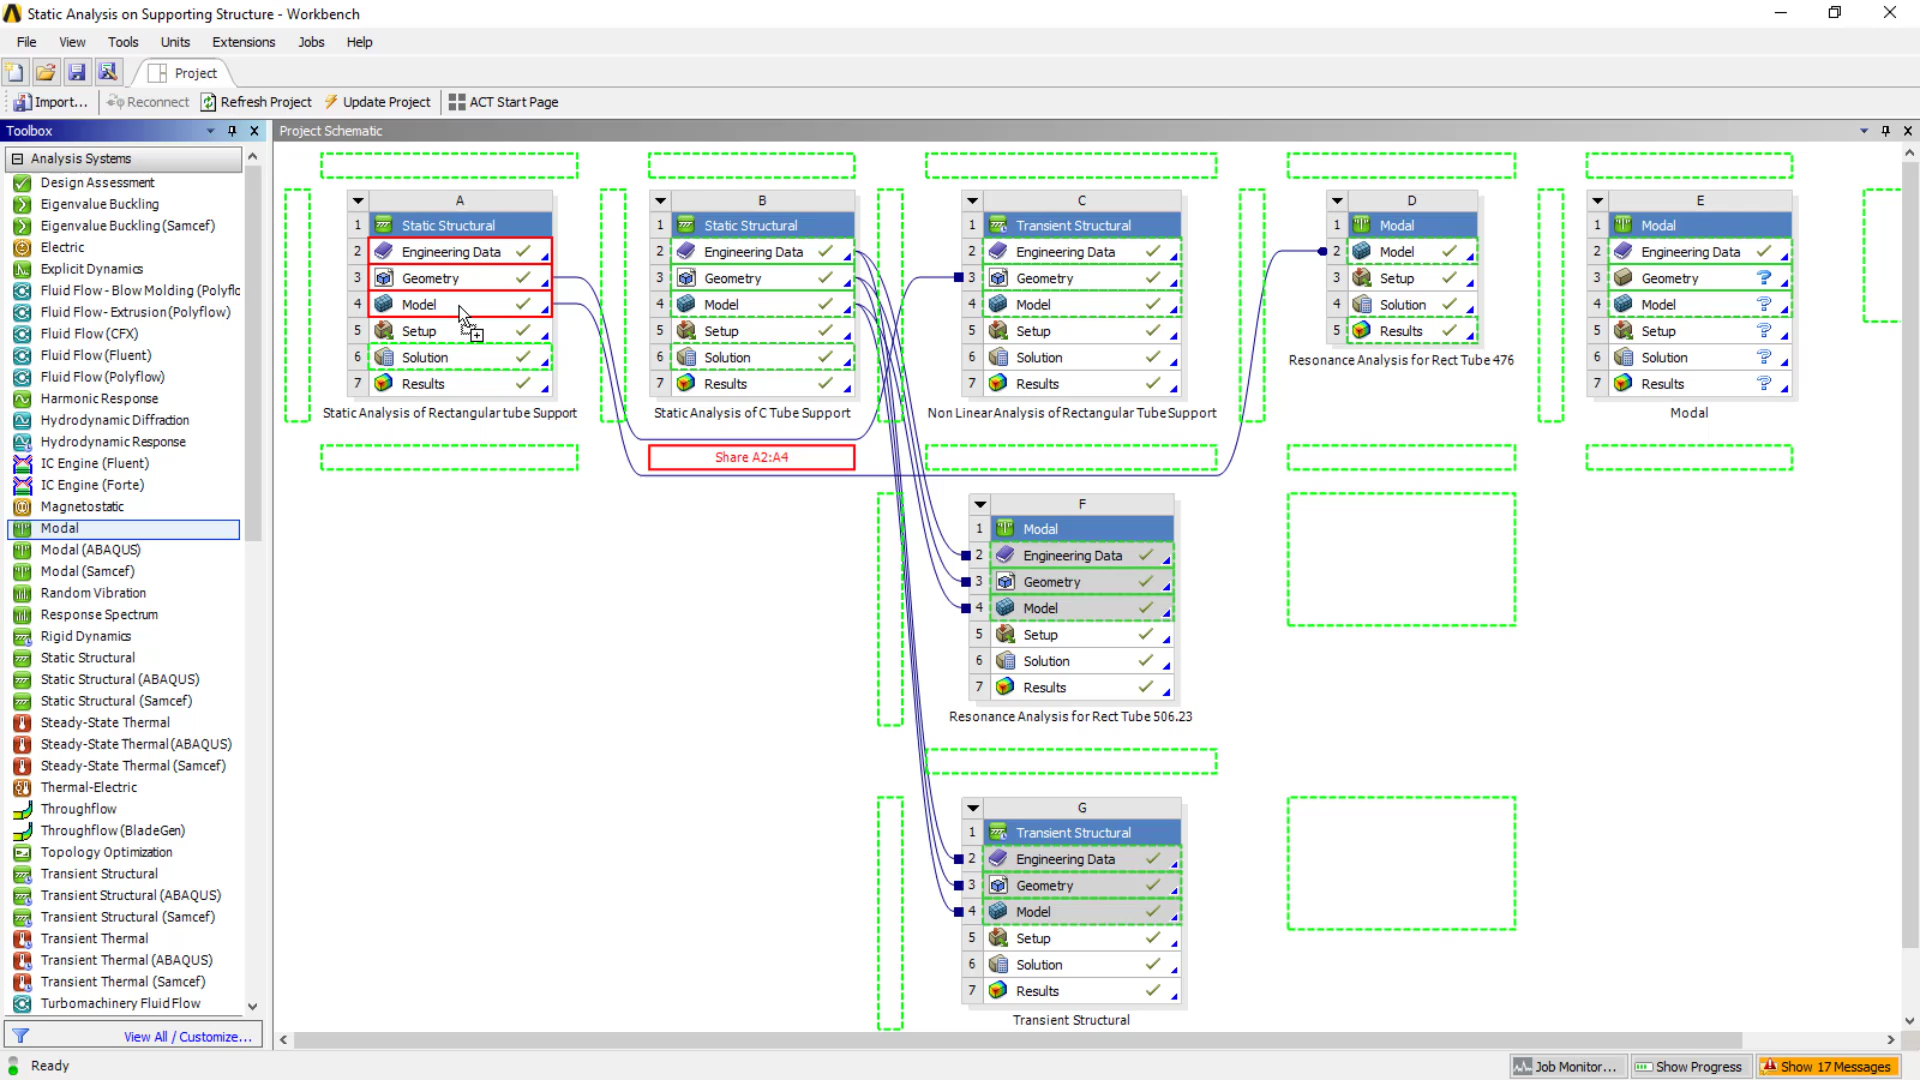 Static Analysis on Supporting Structure - Workbench
File View Tools Units Extensions Jobs Help
Project
Import... Reconnect Refresh Project Update Project ACT Start Page
Toolbox
Analysis Systems
Design Assessment
Eigenvalue Buckling
Eigenvalue Buckling (Samcef)
Electric
Explicit Dynamics
Fluid Flow - Blow Molding (Polyflo
Fluid Flow - Extrusion (Polyflow)
Fluid Flow (CFX)
Fluid Flow (Fluent)
Fluid Flow (Polyflow)
Harmonic Response
Hydrodynamic Diffraction
Hydrodynamic Response
IC Engine (Fluent)
IC Engine (Forte)
Magnetostatic
Modal
Modal (ABAQUS)
Modal (Samcef)
Random Vibration
Response Spectrum
Rigid Dynamics
Static Structural
Static Structural (ABAQUS)
Static Structural (Samcef)
Steady-State Thermal
Steady-State Thermal (ABAQUS)
Steady-State Thermal (Samcef)
Thermal-Electric
Throughflow
Throughflow (BladeGen)
Topology Optimization
Transient Structural
Transient Structural (ABAQUS)
Transient Structural (Samcef)
Transient Thermal
Transient Thermal (ABAQUS)
Transient Thermal (Samcef)
Turbomachinery Fluid Flow
View All / Customize...
Project Schematic
A
1 Static Structural
2 Engineering Data
3 Geometry
4 Model
5 Setup
6 Solution
7 Results
Static Analysis of Rectangular tube Support
B
1 Static Structural
2 Engineering Data
3 Geometry
4 Model
5 Setup
6 Solution
7 Results
Static Analysis of C Tube Support
Share A2:A4
C
1 Transient Structural
2 Engineering Data
3 Geometry
4 Model
5 Setup
6 Solution
7 Results
Non Linear Analysis of Rectangular Tube Support
D
1 Modal
2 Model
3 Setup
4 Solution
5 Results
Resonance Analysis for Rect Tube 476
E
1 Modal
2 Engineering Data
3 Geometry ?
4 Model ?
5 Setup ?
6 Solution ?
7 Results ?
Modal
F
1 Modal
2 Engineering Data
3 Geometry
4 Model
5 Setup
6 Solution
7 Results
Resonance Analysis for Rect Tube 506.23
G
1 Transient Structural
2 Engineering Data
3 Geometry
4 Model
5 Setup
6 Solution
7 Results
Transient Structural
Ready
Job Monitor... Show Progress Show 17 Messages